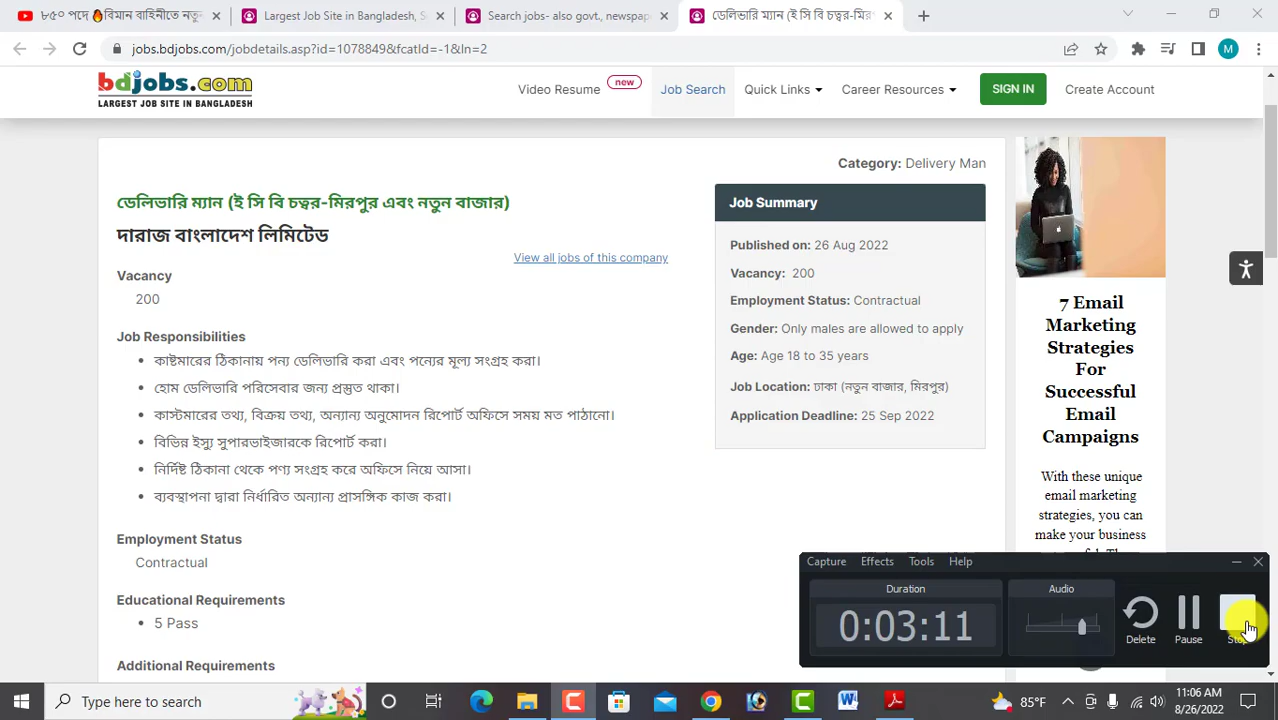 ৮৫০ পদে 🔥বিমান বাহিনীতে নতু
Largest Job Site in Bangladesh, S
Search jobs- also govt., newspap
ডেলিভারি ম্যান (ই সি বি চত্বর-মির
jobs.bdjobs.com/jobdetails.asp?id=1078849&fcatId=-1&ln=2
M
bdjobs.com
LARGEST JOB SITE IN BANGLADESH
Video Resume
new
Job Search
Quick Links
Career Resources
SIGN IN
Create Account
Category: Delivery Man
ডেলিভারি ম্যান (ই সি বি চত্বর-মিরপুর এবং নতুন বাজার)
দারাজ বাংলাদেশ লিমিটেড
View all jobs of this company
Vacancy
200
Job Responsibilities
• কাষ্টমারের ঠিকানায় পন্য ডেলিভারি করা এবং পন্যের মূল্য সংগ্রহ করা।
• হোম ডেলিভারি পরিসেবার জন্য প্রস্তুত থাকা।
• কাস্টমারের তথ্য, বিক্রয় তথ্য, অন্যান্য অনুমোদন রিপোর্ট অফিসে সময় মত পাঠানো।
• বিভিন্ন ইস্যু সুপারভাইজারকে রিপোর্ট করা।
• নির্দিষ্ট ঠিকানা থেকে পণ্য সংগ্রহ করে অফিসে নিয়ে আসা।
• ব্যবস্থাপনা দ্বারা নির্ধারিত অন্যান্য প্রাসঙ্গিক কাজ করা।
Employment Status
Contractual
Educational Requirements
• 5 Pass
Additional Requirements
Job Summary
Published on: 26 Aug 2022
Vacancy: 200
Employment Status: Contractual
Gender: Only males are allowed to apply
Age: Age 18 to 35 years
Job Location: ঢাকা (নতুন বাজার, মিরপুর)
Application Deadline: 25 Sep 2022
7 Email
Marketing
Strategies
For
Successful
Email
Campaigns
With these unique
email marketing
strategies, you can
make your business
Capture
Effects
Tools
Help
Duration
0:03:11
Audio
Delete
Pause
Type here to search
85°F
11:06 AM
8/26/2022